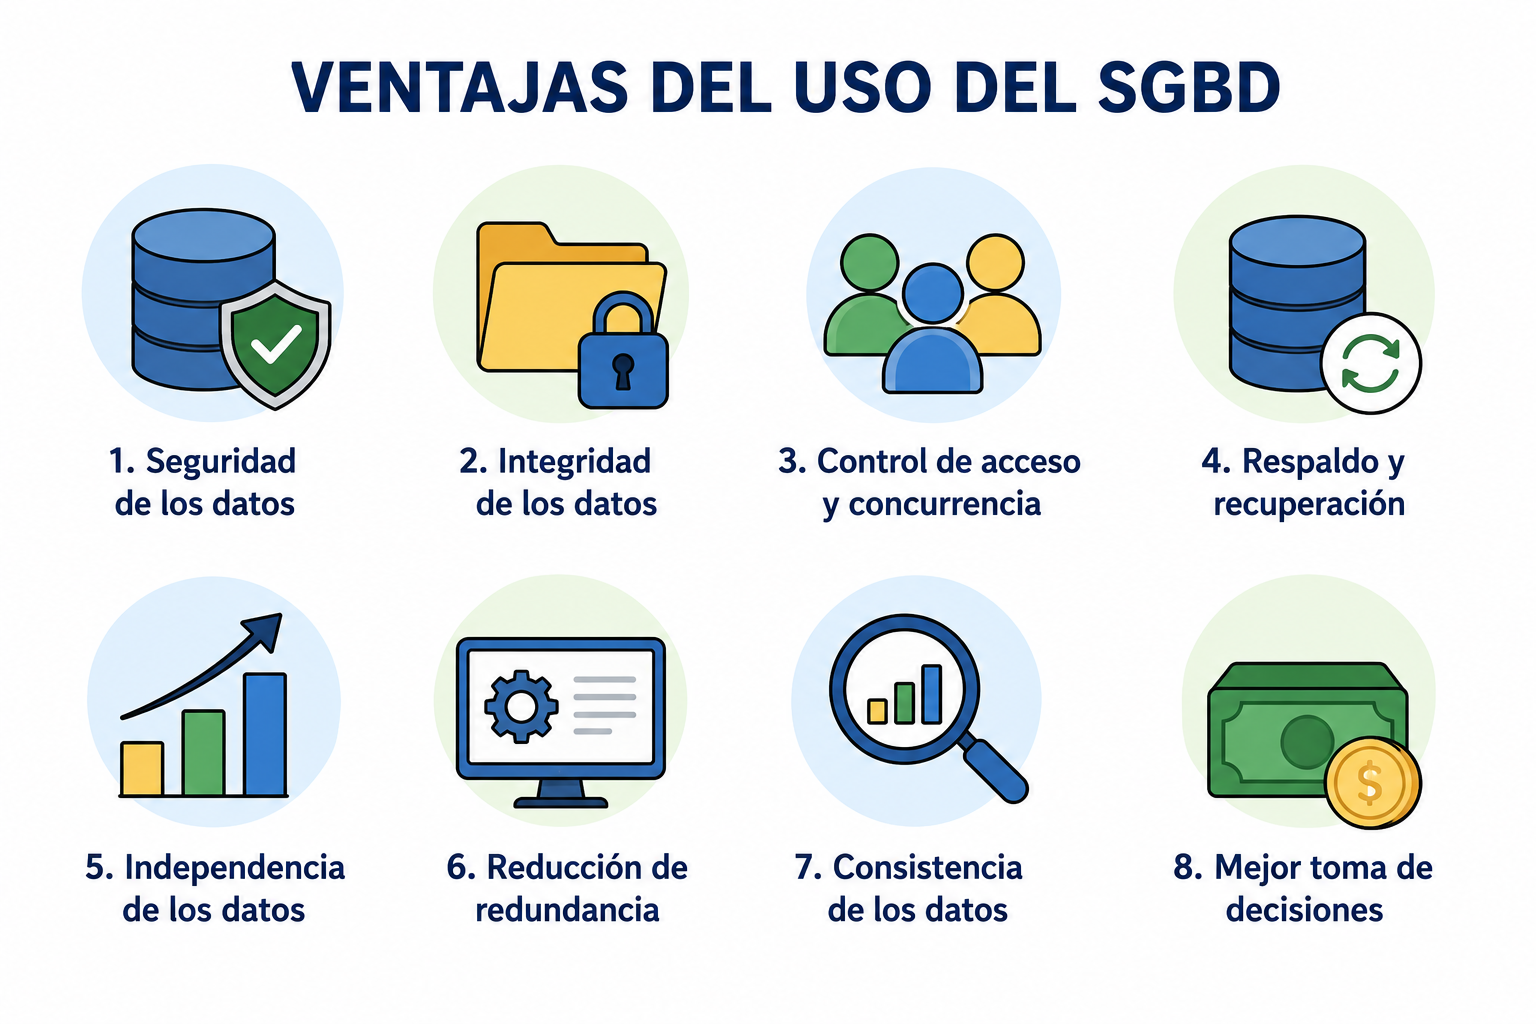 VENTAJAS DEL USO DEL SGBD
1. Seguridad
de los datos
2. Integridad
de los datos
3. Control de acceso
y concurrencia
4. Respaldo y
recuperación
5. Independencia
de los datos
6. Reducción de
redundancia
7. Consistencia
de los datos
$
8. Mejor toma de
decisiones